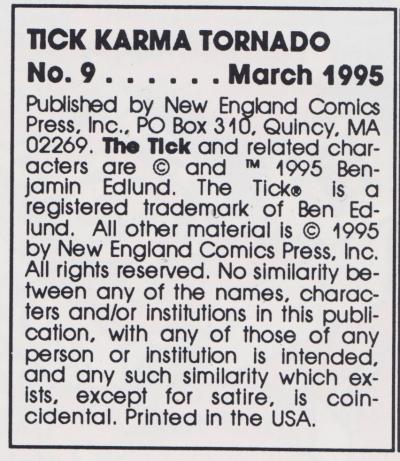 TICK KARMA TORNADO
No. 9 . . . . . . March 1995
Published by New England Comics
Press, Inc., PO Box 310, Quincy, MA
02269. The Tick and related char-
acters are © and ™ 1995 Ben-
jamin Edlund. The Tick® is a
registered trademark of Ben Ed-
lund. All other material is © 1995
by New England Comics Press, Inc.
All rights reserved. No similarity be-
tween any of the names, charac-
ters and/or institutions in this publi-
cation, with any of those of any
person or institution is intended,
and any such similarity which ex-
ists, except for satire, is coin-
cidental. Printed in the USA.